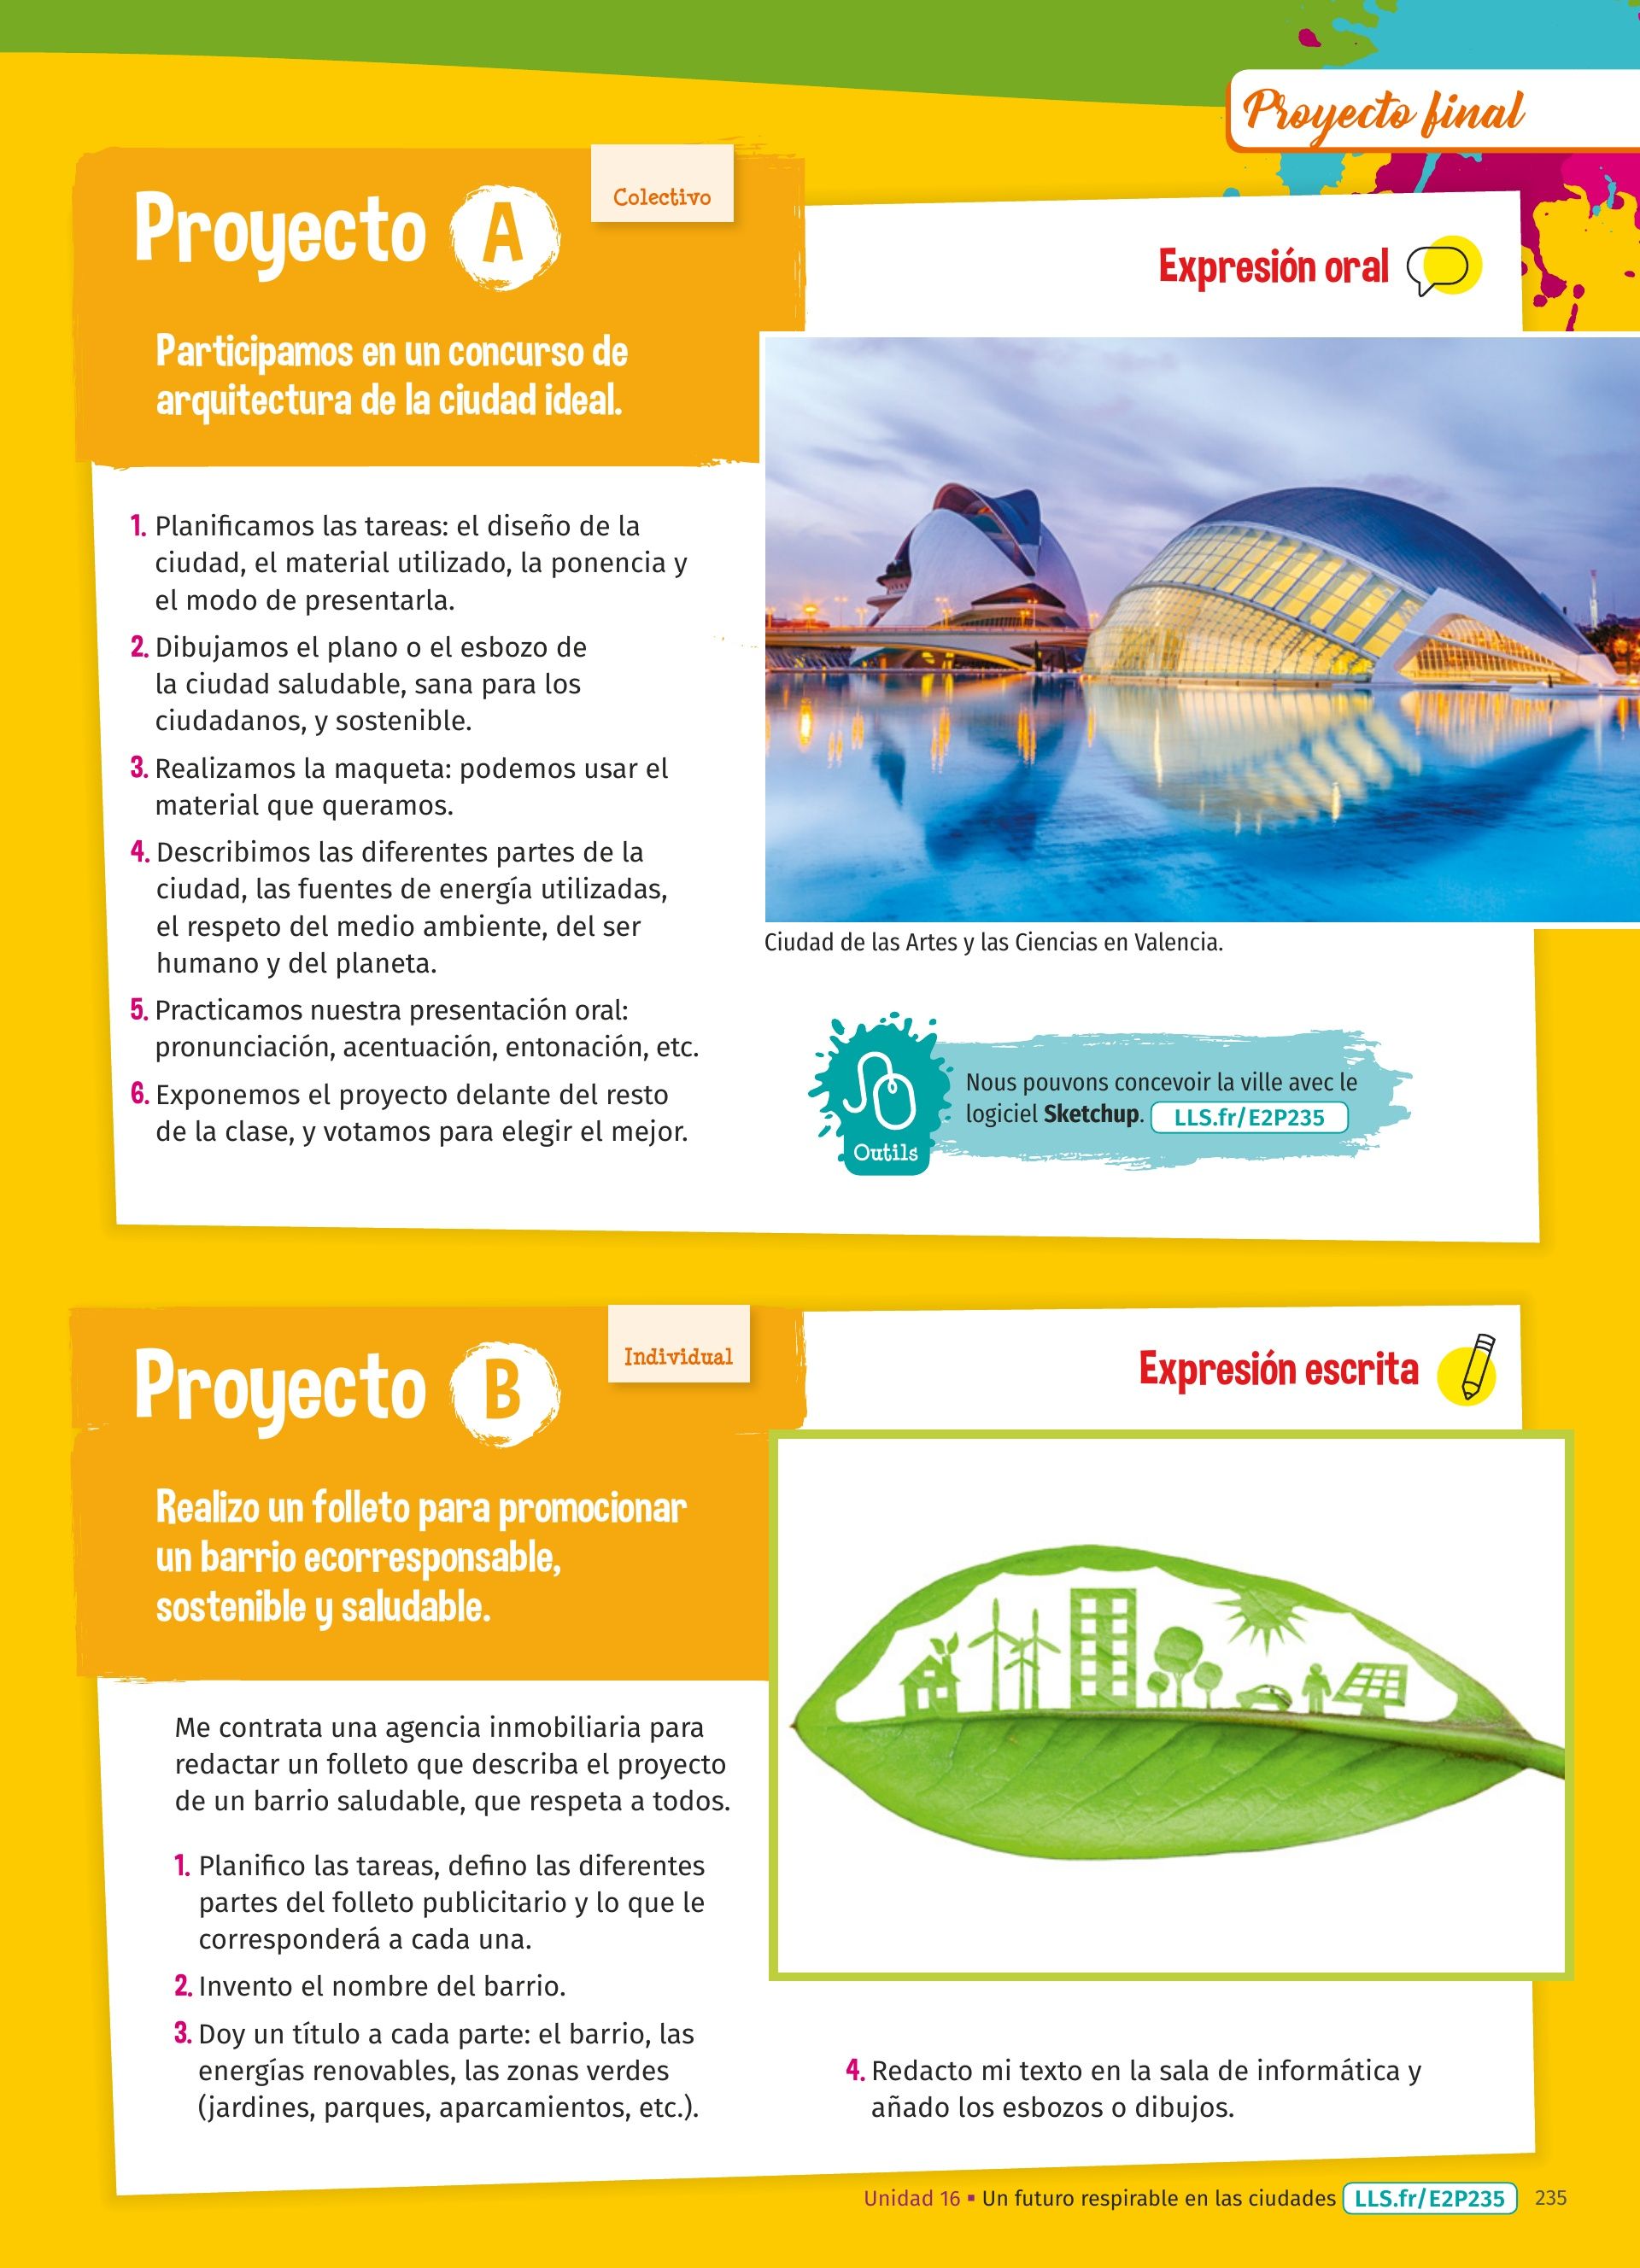 Proyecto final
Proyecto A
Colectivo
Expresión oral
Participamos en un concurso de
arquitectura de la ciudad ideal.
1. Planificamos las tareas: el diseño de la
ciudad, el material utilizado, la ponencia y
el modo de presentarla.
2. Dibujamos el plano o el esbozo de
la ciudad saludable, sana para los
ciudadanos, y sostenible.
3. Realizamos la maqueta: podemos usar el
material que queramos.
4. Describimos las diferentes partes de la
ciudad, las fuentes de energía utilizadas,
el respeto del medio ambiente, del ser
humano y del planeta.
5. Practicamos nuestra presentación oral:
pronunciación, acentuación, entonación, etc.
6. Exponemos el proyecto delante del resto
de la clase, y votamos para elegir el mejor.
Ciudad de las Artes y las Ciencias en Valencia.
Outils
Nous pouvons concevoir la ville avec le
logiciel Sketchup. LLS.fr/E2P235
Proyecto B
Individual
Expresión escrita
Realizo un folleto para promocionar
un barrio ecorresponsable,
sostenible y saludable.
Me contrata una agencia inmobiliaria para
redactar un folleto que describa el proyecto
de un barrio saludable, que respeta a todos.
1. Planifico las tareas, defino las diferentes
partes del folleto publicitario y lo que le
corresponderá a cada una.
2. Invento el nombre del barrio.
3. Doy un título a cada parte: el barrio, las
energías renovables, las zonas verdes
(jardines, parques, aparcamientos, etc.).
4. Redacto mi texto en la sala de informática y
añado los esbozos o dibujos.
Unidad 16 ▪ Un futuro respirable en las ciudades LLS.fr/E2P235 235